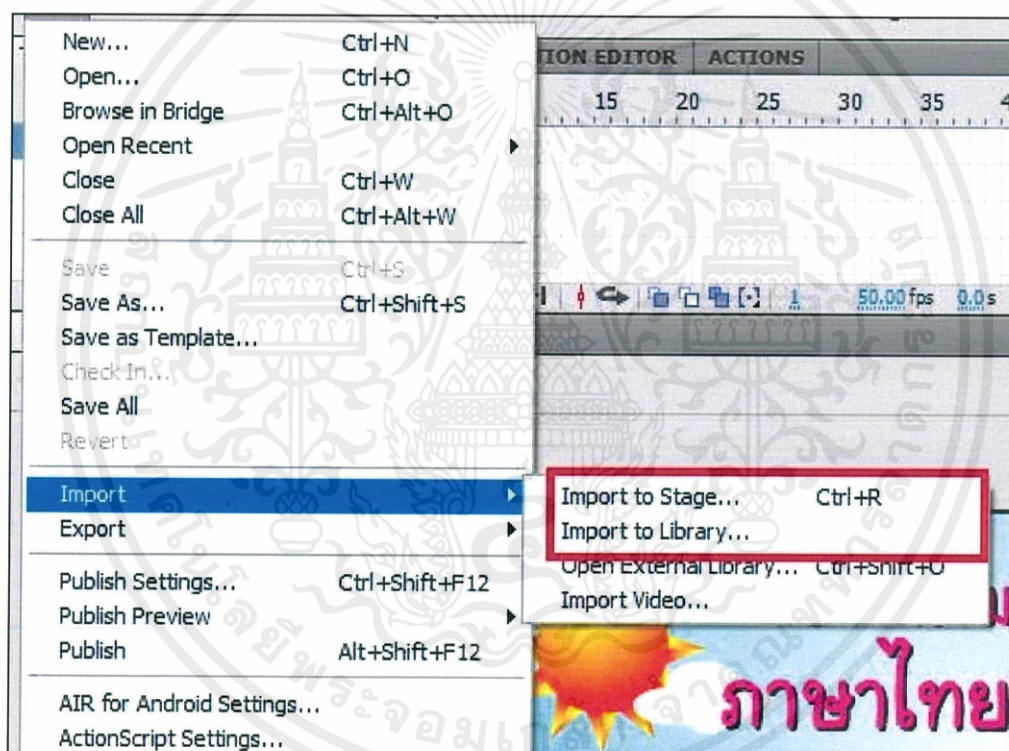 New... Ctrl+N
Open... Ctrl+O
Browse in Bridge Ctrl+Alt+O
Open Recent
Close Ctrl+W
Close All Ctrl+Alt+W
Save Ctrl+S
Save As... Ctrl+Shift+S
Save as Template...
Check In...
Save All
Revert
Import
Export
Publish Settings... Ctrl+Shift+F12
Publish Preview
Publish Alt+Shift+F12
AIR for Android Settings...
ActionScript Settings...
TION EDITOR ACTIONS
15 20 25 30 35 4
1 50.00 fps 0.0 s
Import to Stage... Ctrl+R
Import to Library...
Open External Library... Ctrl+Shift+O
Import Video...
ภาษาไทย